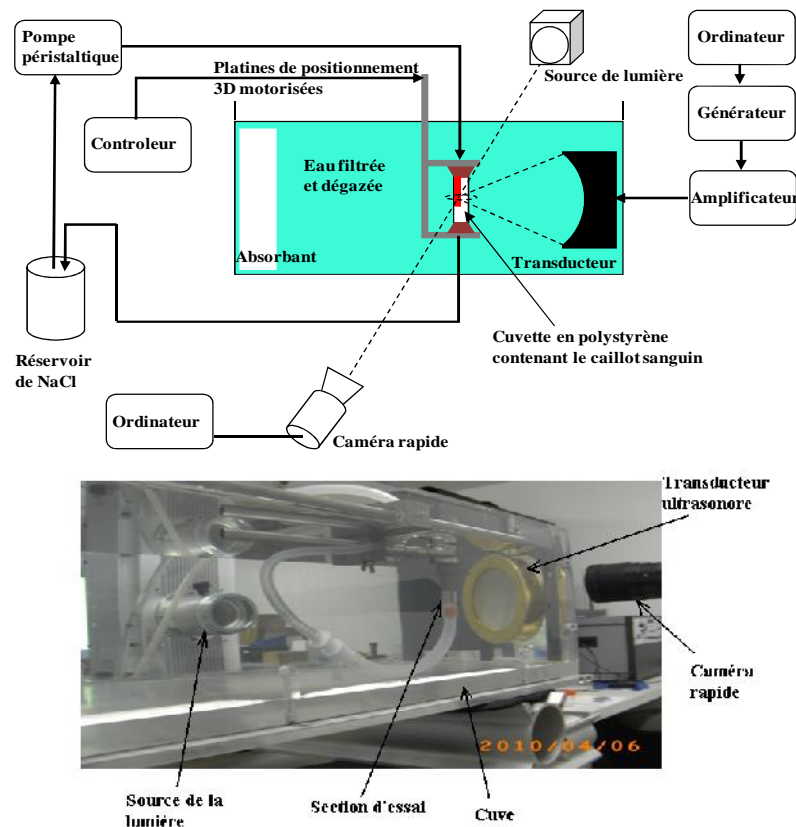 Pompe
péristaltique
Platines de positionnement
3D motorisées
Source de lumière
Ordinateur
Controleur
Générateur
Eau filtrée
et dégazée
Amplificateur
Absorbant
Transducteur
Réservoir
de NaCl
Cuvette en polystyrène
contenant le caillot sanguin
Ordinateur
Caméra rapide
Transducteur
ultrasonore
Caméra
rapide
2010/04/06
Source de la
lumière
Section d'essai
Cuve